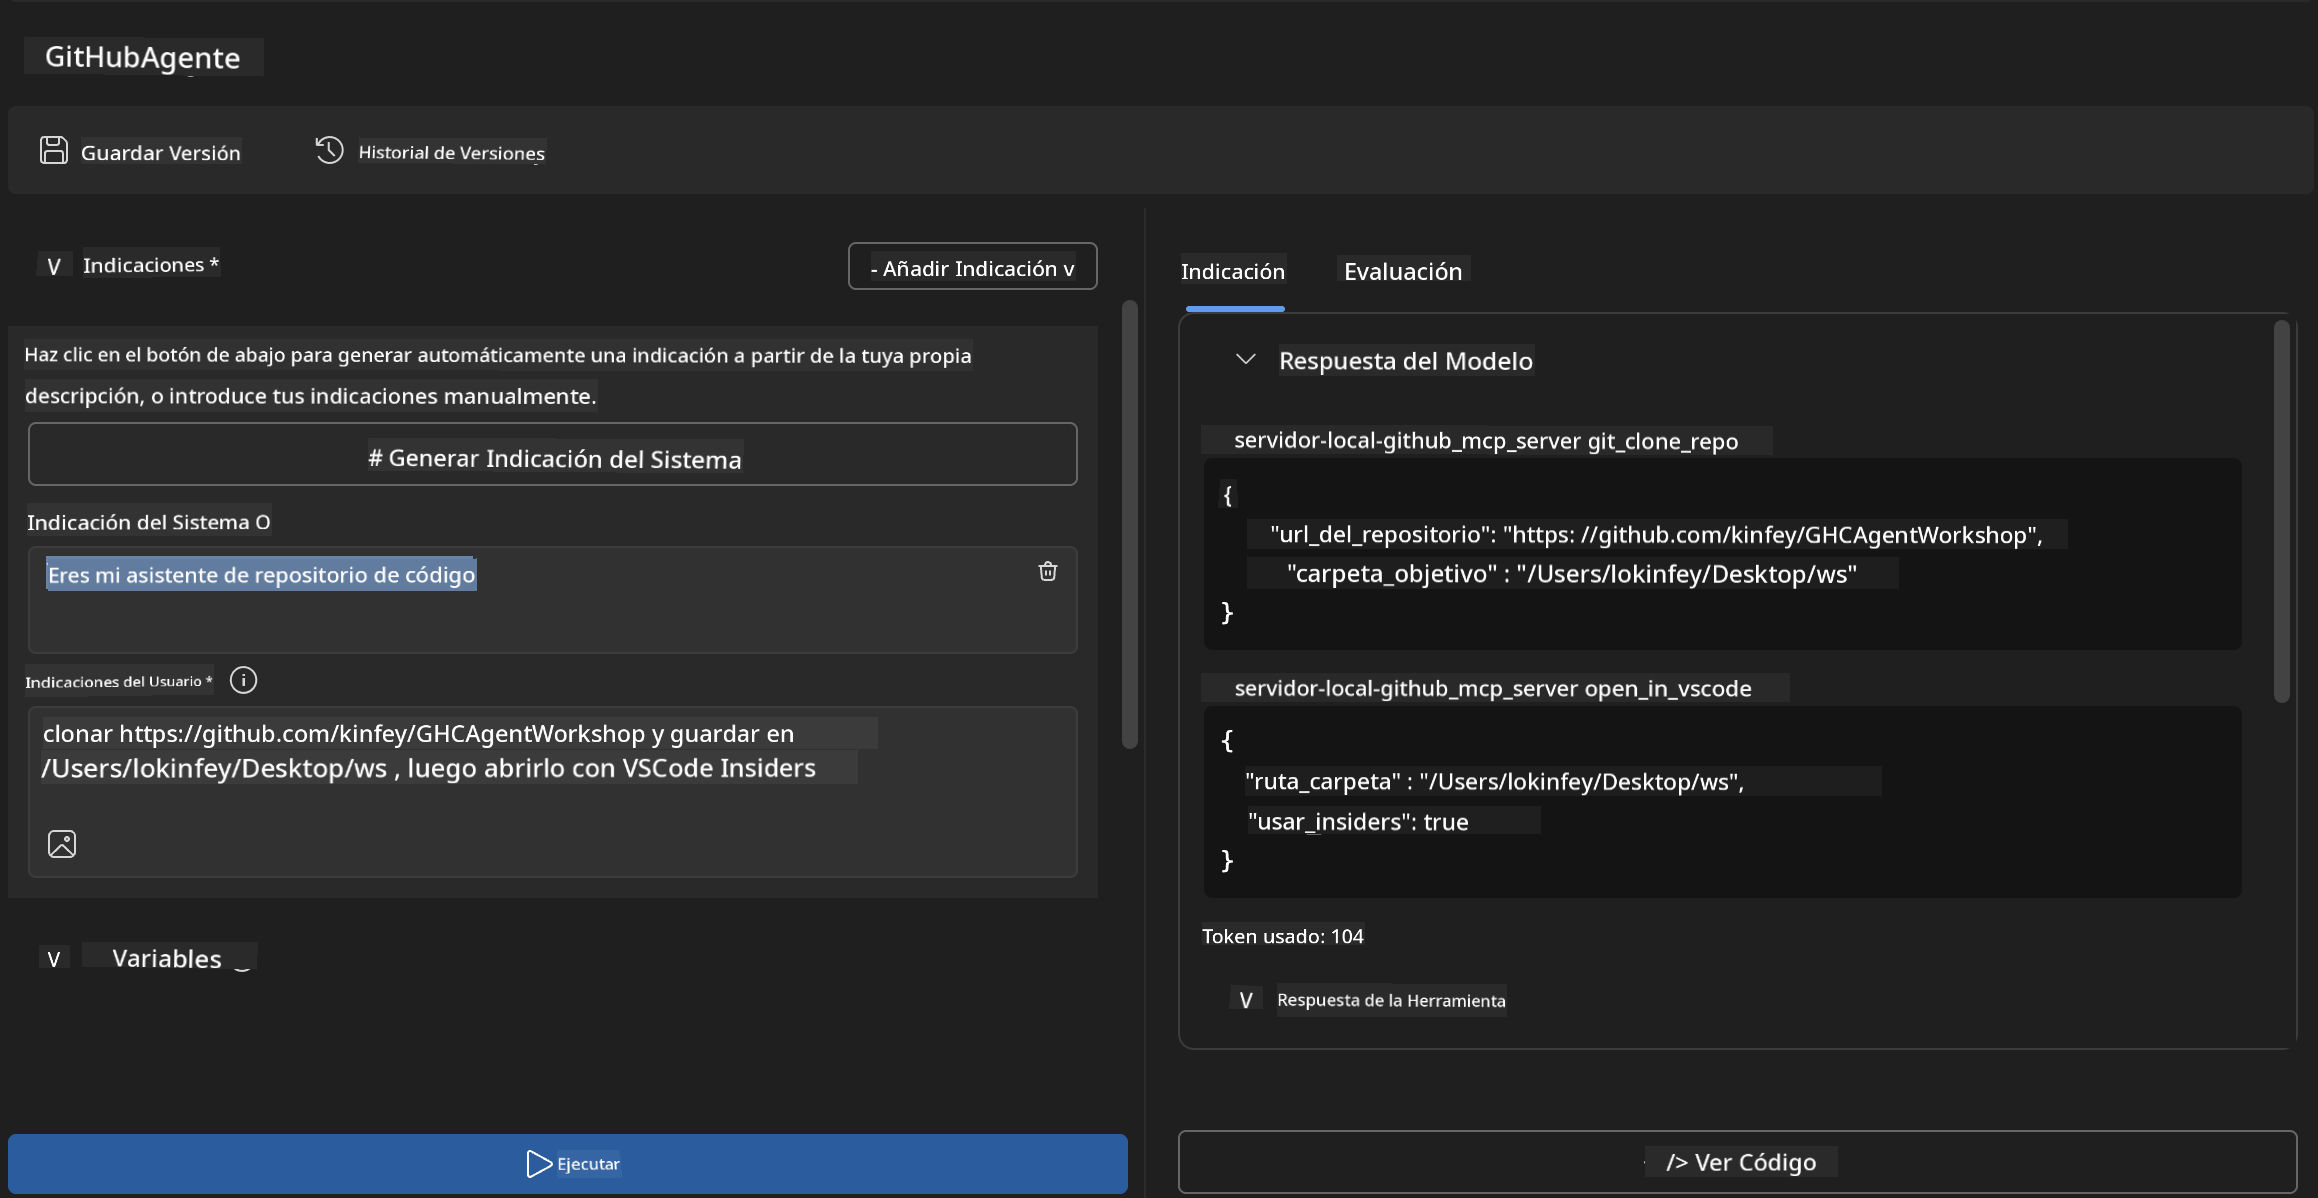 GitHubAgente
Guardar Versión
Historial de Versiones
V Indicaciones *
- Añadir Indicación v
Haz clic en el botón de abajo para generar automáticamente una indicación a partir de la tuya propia
descripción, o introduce tus indicaciones manualmente.
# Generar Indicación del Sistema
Indicación del Sistema O
Eres mi asistente de repositorio de código
Indicaciones del Usuario *
clonar https://github.com/kinfey/GHCAgentWorkshop y guardar en
/Users/lokinfey/Desktop/ws , luego abrirlo con VSCode Insiders
V Variables
Ejecutar
Indicación
Evaluación
Respuesta del Modelo
servidor-local-github_mcp_server git_clone_repo
{
"url_del_repositorio": "https: //github.com/kinfey/GHCAgentWorkshop",
"carpeta_objetivo" : "/Users/lokinfey/Desktop/ws"
}
servidor-local-github_mcp_server open_in_vscode
{
"ruta_carpeta" : "/Users/lokinfey/Desktop/ws",
"usar_insiders": true
}
Token usado: 104
V Respuesta de la Herramienta
/> Ver Código